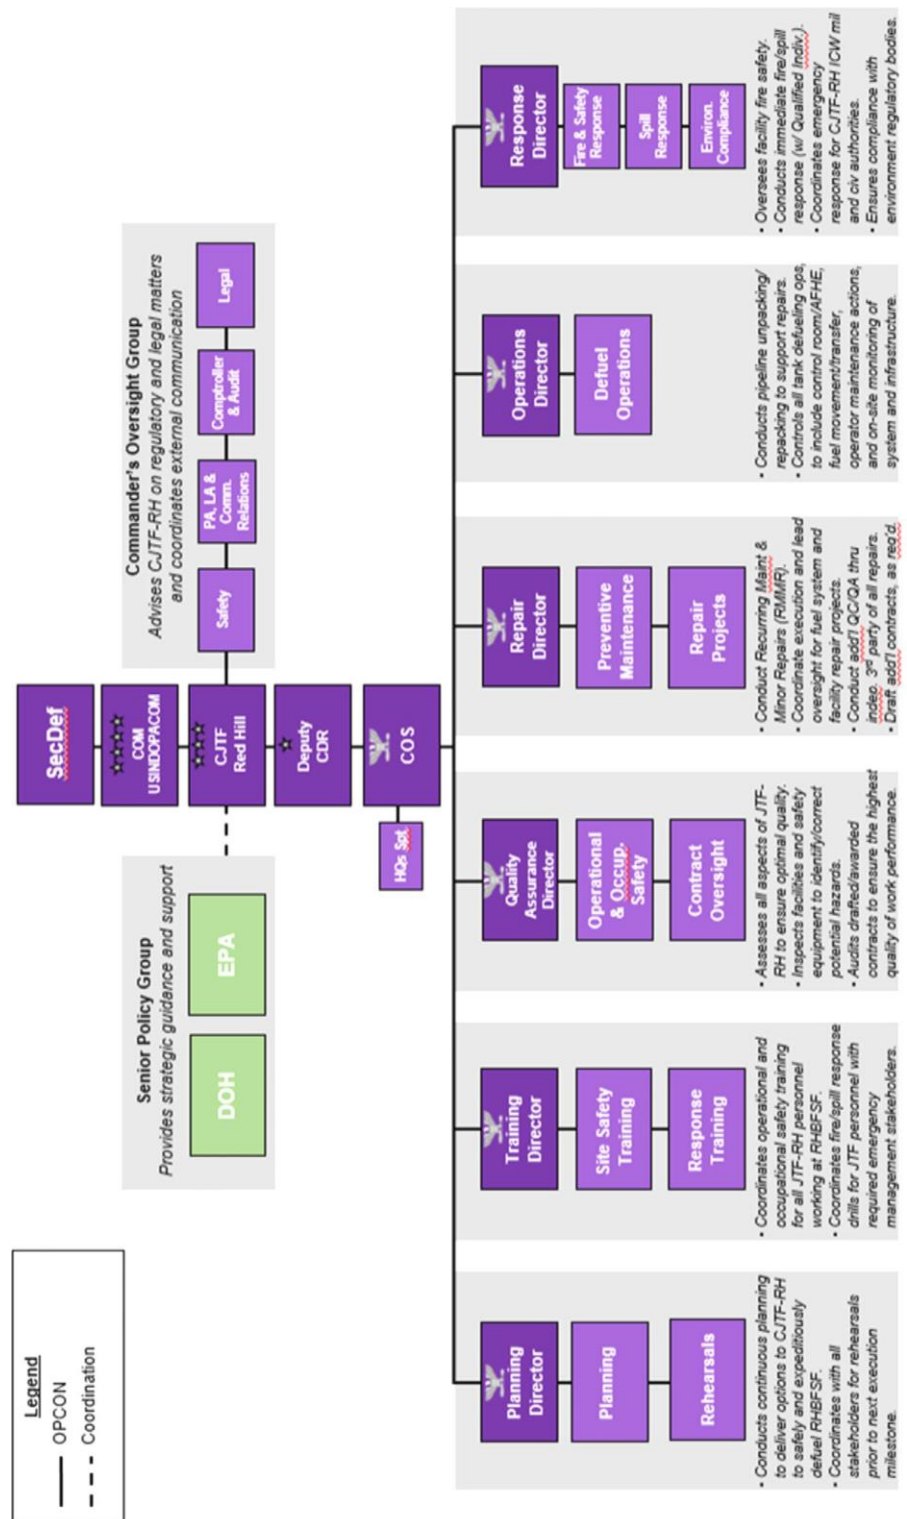 Legend
OPCON
Coordination
Senior Policy Group
Provides strategic guidance and support
DOH
EPA
SecDef
COM
USINDOPACOM
CJTF
Red Hill
Deputy
CDR
COS
HQs Spt.
Commander's Oversight Group
Advises CJTF-RH on regulatory and legal matters
and coordinates external communication
Safety
PA, LA &
Comm.
Relations
Comptroller
& Audit
Legal
Planning
Director
Planning
Rehearsals
• Conducts continuous planning
to deliver options to CJTF-RH
to safely and expeditiously
defuel RHBFSF.
• Coordinates with all
stakeholders for rehearsals
prior to next execution
milestone.
Training
Director
Site Safety
Training
Response
Training
• Coordinates operational and
occupational safety training
for all JTF-RH personnel
working at RHBFSF.
• Coordinates fire/spill response
drills for JTF personnel with
required emergency
management stakeholders.
Quality
Assurance
Director
Operational
& Occup.
Safety
Contract
Oversight
• Assesses all aspects of JTF-
RH to ensure optimal quality.
• Inspects facilities and safety
equipment to identify/correct
potential hazards.
• Audits drafted/awarded
contracts to ensure the highest
quality of work performance.
Repair
Director
Preventive
Maintenance
Repair
Projects
• Conduct Recurring Maint &
Minor Repairs (RMMR).
• Coordinate execution and lead
oversight for fuel system and
facility repair projects.
• Conduct add'l QC/QA thru
indep. 3rd party of all repairs.
• Draft add'l contracts, as req'd.
Operations
Director
Defuel
Operations
• Conducts pipeline unpacking/
repacking to support repairs.
• Controls all tank defueling ops,
to include control room/AFHE,
fuel movement/transfer,
operator maintenance actions,
and on-site monitoring of
system and infrastructure.
Response
Director
Fire & Safety
Response
Spill
Response
Environ.
Compliance
• Oversees facility fire safety.
• Conducts immediate fire/spill
response (w/ Qualified Indiv.).
• Coordinates emergency
response for CJTF-RH ICW mil
and civ authorities.
• Ensures compliance with
environment regulatory bodies.